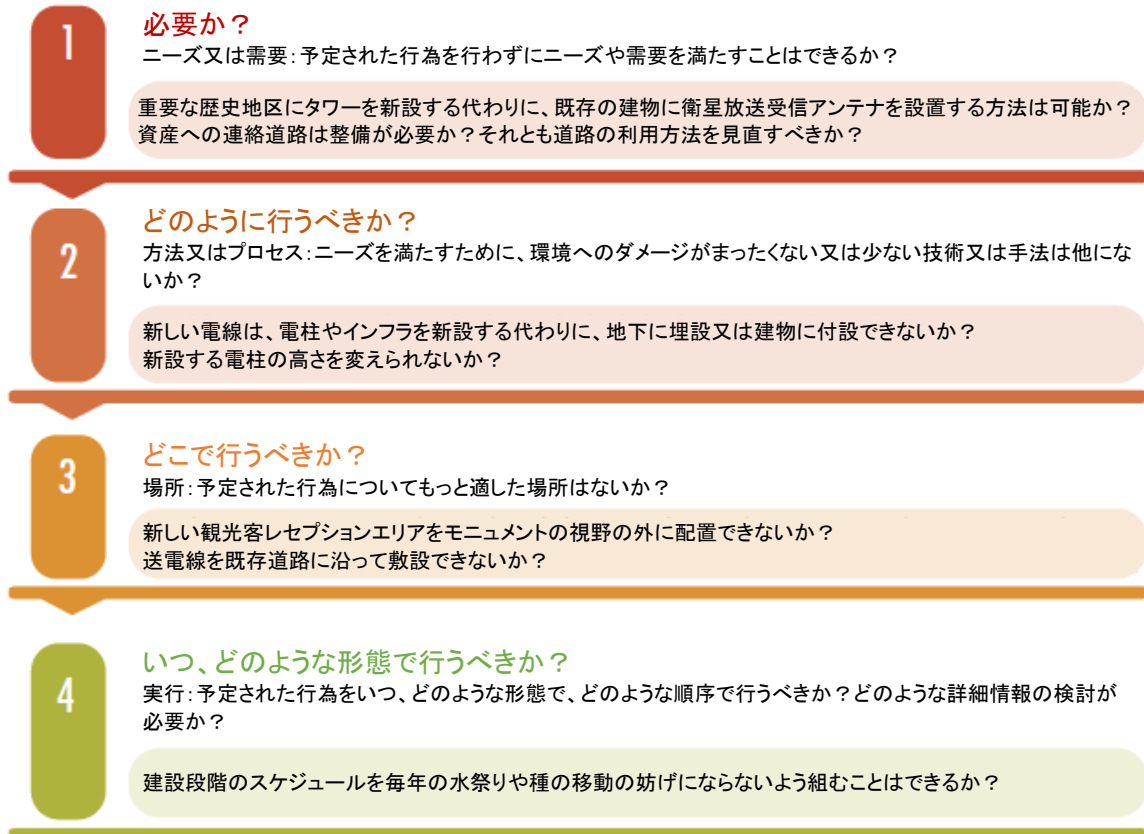 1
必要か？
ニーズ又は需要：予定された行為を行わずにニーズや需要を満たすことはできるか？
重要な歴史地区にタワーを新設する代わりに、既存の建物に衛星放送受信アンテナを設置する方法は可能か？
資産への連絡道路は整備が必要か？それとも道路の利用方法を見直すべきか？
2
どのように行うべきか？
方法又はプロセス：ニーズを満たすために、環境へのダメージがまったくない又は少ない技術又は手法は他にな
いか？
新しい電線は、電柱やインフラを新設する代わりに、地下に埋設又は建物に付設できないか？
新設する電柱の高さを変えられないか？
3
どこで行うべきか？
場所：予定された行為についてもっと適した場所はないか？
新しい観光客レセプションエリアをモニュメントの視野の外に配置できないか？
送電線を既存道路に沿って敷設できないか？
4
いつ、どのような形態で行うべきか？
実行：予定された行為をいつ、どのような形態で、どのような順序で行うべきか？どのような詳細情報の検討が
必要か？
建設段階のスケジュールを毎年の水祭りや種の移動の妨げにならないよう組むことはできるか？